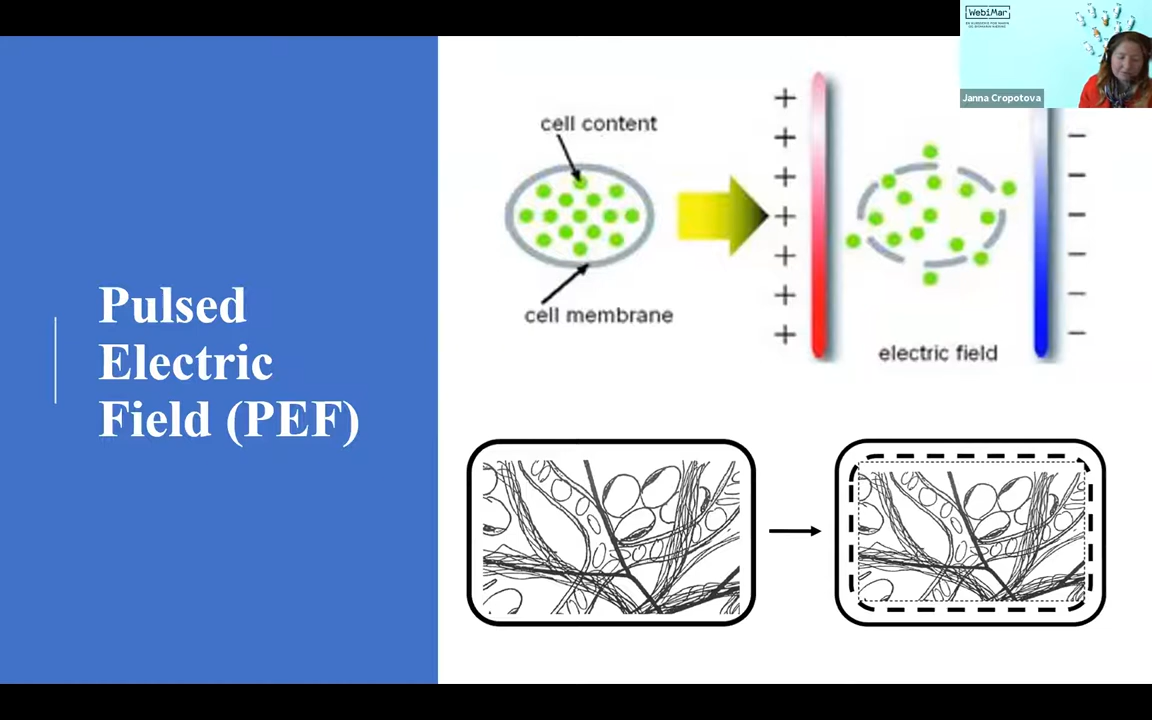 Pulsed
Electric
Field (PEF)
cell content
cell membrane
+
+
+
+
+
+
+
−
−
−
−
−
−
electric field
WebiMar
Janna Cropotova